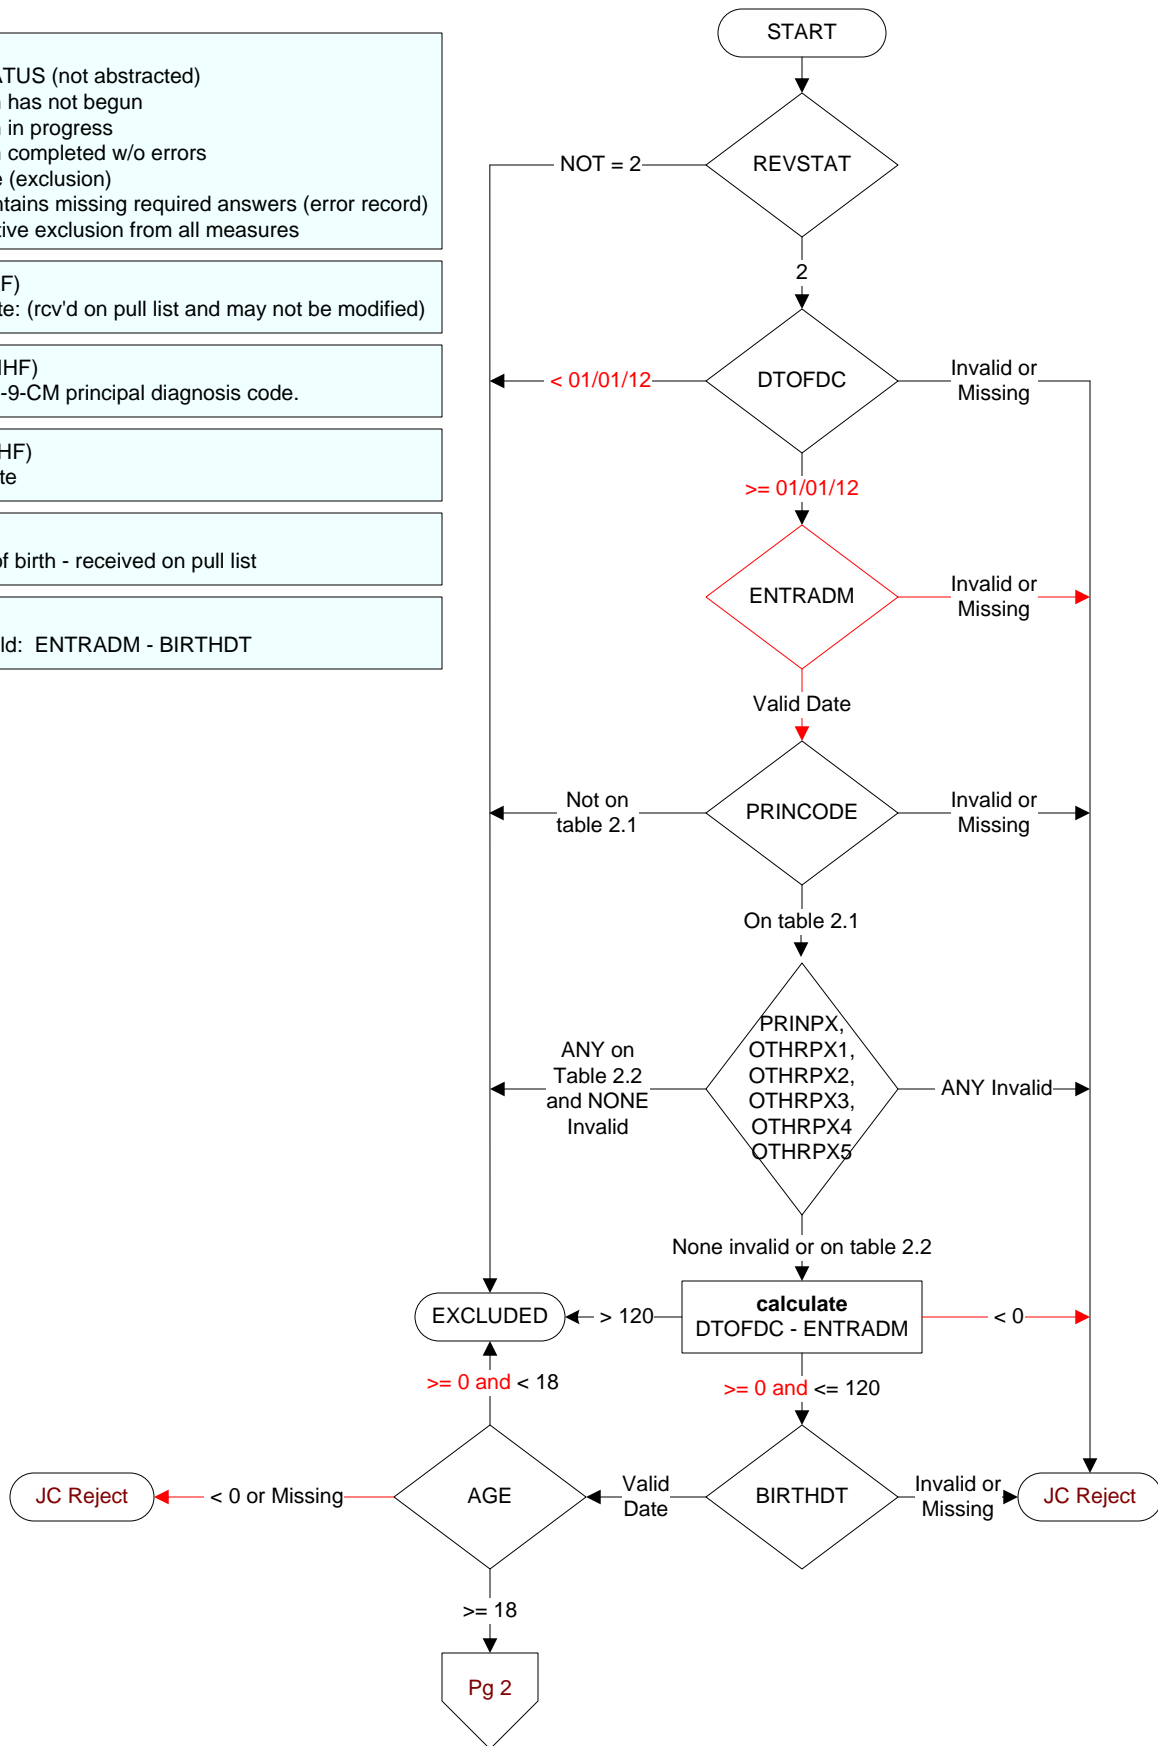 START
ATUS (not abstracted)
has not begun
in progress
completed w/o errors
(exclusion)
ntains missing required answers (error record)
tive exclusion from all measures
F)
te: (rcv'd on pull list and may not be modified)
HF)
-9-CM principal diagnosis code.
HF)
te
of birth - received on pull list
ld: ENTRADM - BIRTHDT
NOT = 2
REVSTAT
2
< 01/01/12
DTOFDC
Invalid or
Missing
>= 01/01/12
ENTRADM
Invalid or
Missing
Valid Date
Not on
table 2.1
PRINCODE
Invalid or
Missing
On table 2.1
ANY on
Table 2.2
and NONE
Invalid
PRINPX,
OTHRPX1,
OTHRPX2,
OTHRPX3,
OTHRPX4
OTHRPX5
ANY Invalid
None invalid or on table 2.2
EXCLUDED
> 120
calculate
DTOFDC - ENTRADM
< 0
>= 0 and < 18
>= 0 and <= 120
JC Reject
< 0 or Missing
AGE
Valid
Date
BIRTHDT
Invalid or
Missing
JC Reject
>= 18
Pg 2